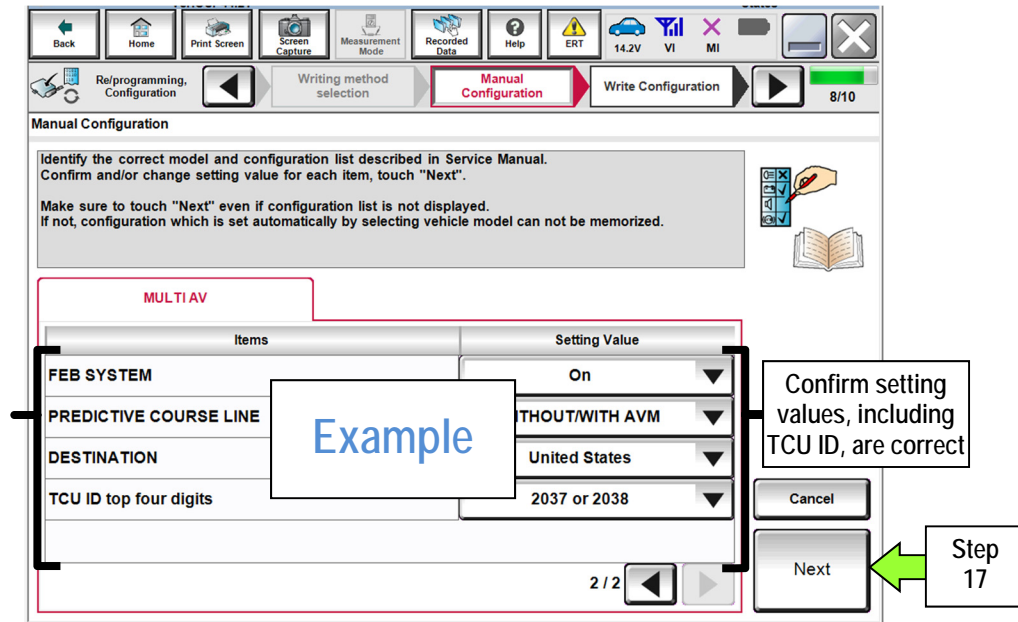 Back
Home
Print Screen
Screen
Capture
Measurement
Mode
Recorded
Data
Help
ERT
14.2V
VI
MI
Re/programming,
Configuration
Writing method
selection
Manual
Configuration
Write Configuration
8/10
Manual Configuration
Identify the correct model and configuration list described in Service Manual.
Confirm and/or change setting value for each item, touch "Next".
Make sure to touch "Next" even if configuration list is not displayed.
If not, configuration which is set automatically by selecting vehicle model can not be memorized.
MULTI AV
Items
Setting Value
FEB SYSTEM
On
PREDICTIVE COURSE LINE
ITHOUT/WITH AVM
DESTINATION
United States
TCU ID top four digits
2037 or 2038
Example
Confirm setting
values, including
TCU ID, are correct
Cancel
Next
Step
17
2 / 2